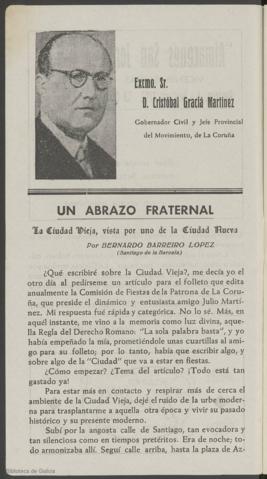 Excmo. Sr.
D. Cristóbal Graciá Martínez
Gobernador Civil y Jefe Provincial
del Movimiento, de La Coruña
UN ABRAZO FRATERNAL
La Ciudad Vieja, vista por uno de la Ciudad Nueva
Por BERNARDO BARREIRO LOPEZ
(Santiago de la Barcala)
¿Qué escribiré sobre la Ciudad Vieja?, me decía yo el
otro día al pedírseme un artículo para el folleto que edita
anualmente la Comisión de Fiestas de la Patrona de La Coru-
ña, que preside el dinámico y entusiasta amigo Julio Martí-
nez. Mi respuesta fué rápida y categórica. No lo sé. Más, en
aquel instante, me vino a la memoria como luz divina, aque-
lla Regla del Derecho Romano: "La sola palabra basta", y yo
había empeñado la mía, prometiéndole unas cuartillas al ami-
go para su folleto; por lo tanto, había que escribir algo, y
sobre algo de la "Ciudad" que va a estar en fiestas.
¿Cómo empezar? ¿Tema del artículo? ¡Todo está tan
gastado ya!
Para estar más en contacto y respirar más de cerca el
ambiente de la Ciudad Vieja, dejé el ruido de la urbe moder-
na para trasplantarme a aquella otra época y vivir su pasado
histórico y su presente moderno.
Subí por la angosta calle de Santiago, tan evocadora y
tan silenciosa como en tiempos pretéritos. Era de noche; to-
do armonizaba allí. Seguí calle arriba, hasta la plaza de Az-
Biblioteca de Galicia